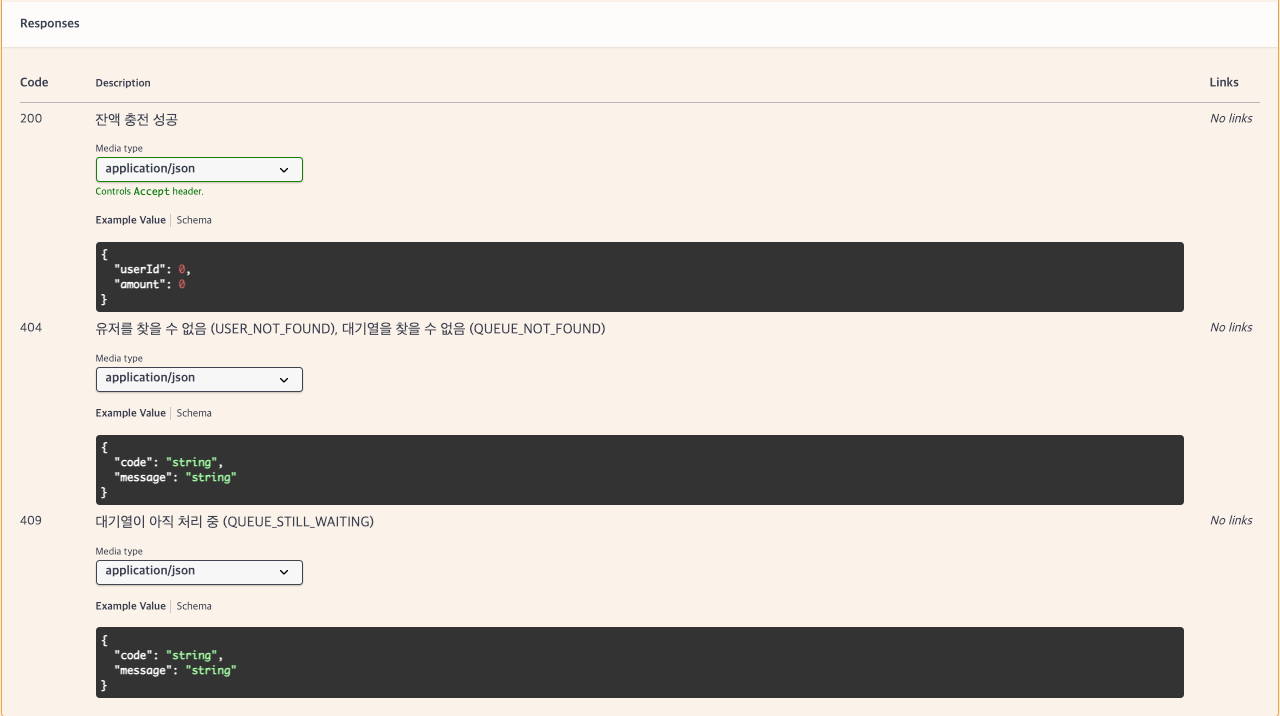 Responses
Code Description Links
200 잔액 충전 성공 No links
Media type
application/json
Controls Accept header.
Example Value Schema
{
"userId": 0,
"amount": 0
}
404 유저를 찾을 수 없음 (USER_NOT_FOUND), 대기열을 찾을 수 없음 (QUEUE_NOT_FOUND) No links
Media type
application/json
Example Value Schema
{
"code": "string",
"message": "string"
}
409 대기열이 아직 처리 중 (QUEUE_STILL_WAITING) No links
Media type
application/json
Example Value Schema
{
"code": "string",
"message": "string"
}